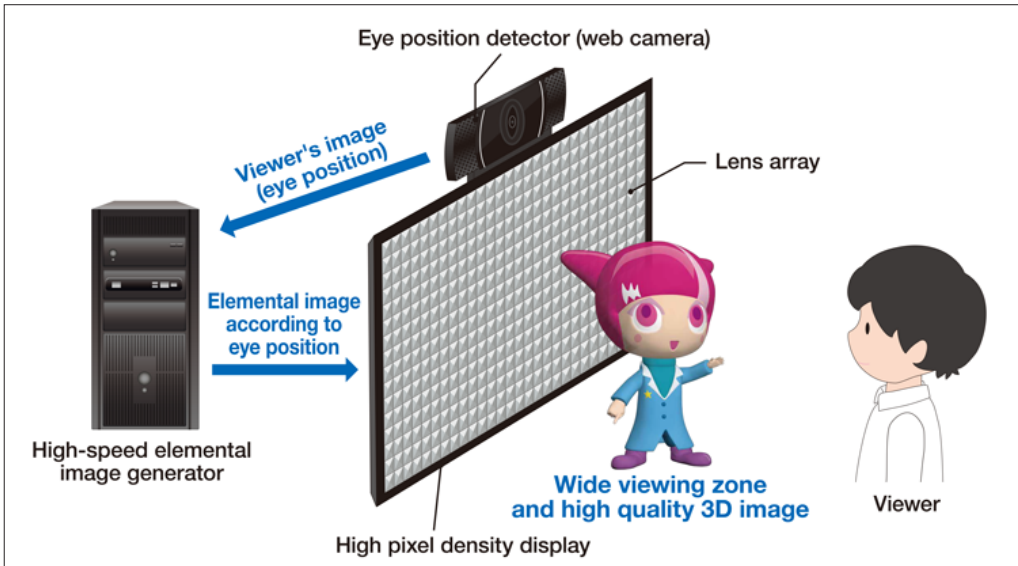 Eye position detector (web camera)
Viewer's image
(eye position)
Lens array
Elemental image
according to
eye position
High-speed elemental
image generator
Wide viewing zone
and high quality 3D image
Viewer
High pixel density display